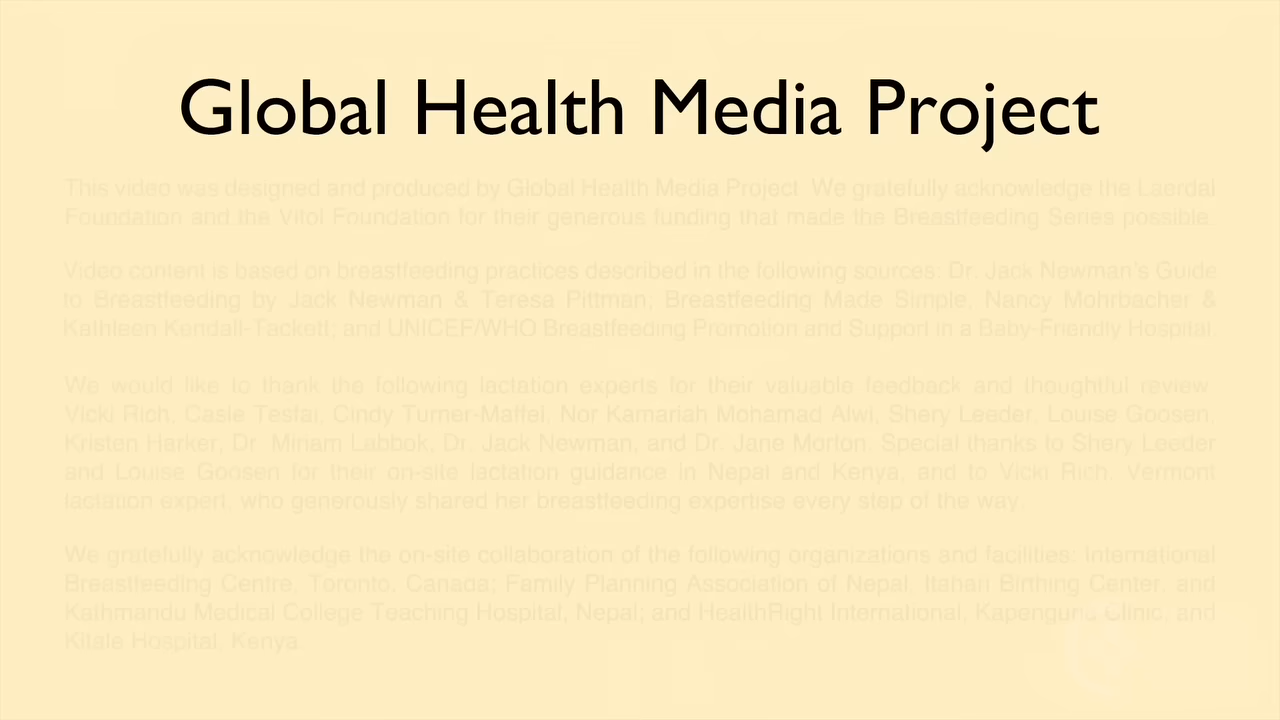 Global Health Media Project
This video was designed and produced by Global Health Media Project. We gratefully acknowledge the Laerdal
Foundation and the Vitol Foundation for their generous funding that made the Breastfeeding Series possible.
Video content is based on breastfeeding practices described in the following sources: Dr. Jack Newman's Guide
to Breastfeeding by Jack Newman & Teresa Pittman; Breastfeeding Made Simple, Nancy Mohrbacher &
Kathleen Kendall-Tackett; and UNICEF/WHO Breastfeeding Promotion and Support in a Baby-Friendly Hospital.
We would like to thank the following lactation experts for their valuable feedback and thoughtful review:
Vicki Rich, Casie Tesfai, Cindy Turner-Maffei, Nor Kamariah Mohamad Alwi, Shery Leeder, Louise Goosen,
Kristen Harker, Dr. Miriam Labbok, Dr. Jack Newman, and Dr. Jane Morton. Special thanks to Shery Leeder
and Louise Goosen for their on-site lactation guidance in Nepal and Kenya, and to Vicki Rich, Vermont
lactation expert, who generously shared her breastfeeding expertise every step of the way.
We gratefully acknowledge the on-site collaboration of the following organizations and facilities: International
Breastfeeding Centre, Toronto, Canada; Family Planning Association of Nepal, Itahari Birthing Center, and
Kathmandu Medical College Teaching Hospital, Nepal; and HealthRight International, Kapenguria Clinic, and
Kitale Hospital, Kenya.